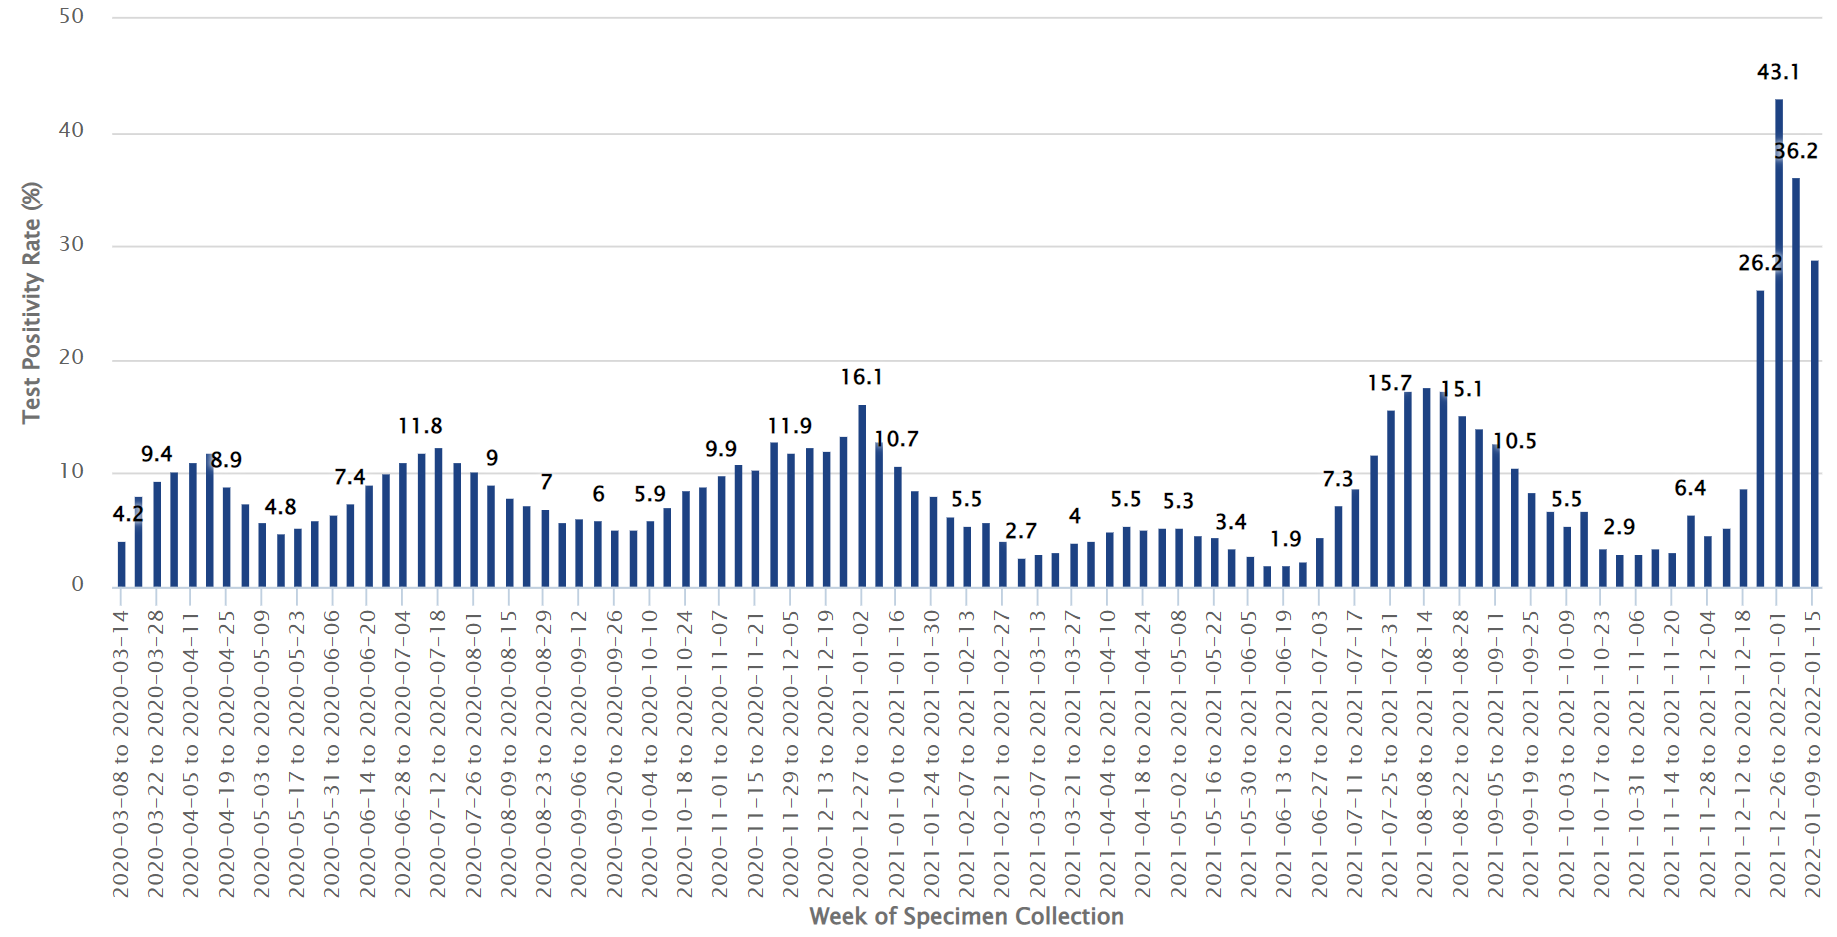 50
40
30
20
10
0
Test Positivity Rate (%)
4.2
9.4
8.9
4.8
7.4
11.8
9
7
6
5.9
9.9
11.9
16.1
10.7
5.5
2.7
4
5.5
5.3
3.4
1.9
7.3
15.7
15.1
10.5
5.5
2.9
6.4
26.2
43.1
36.2
2020-03-08 to 2020-03-14
2020-03-22 to 2020-03-28
2020-04-05 to 2020-04-11
2020-04-19 to 2020-04-25
2020-05-03 to 2020-05-09
2020-05-17 to 2020-05-23
2020-05-31 to 2020-06-06
2020-06-14 to 2020-06-20
2020-06-28 to 2020-07-04
2020-07-12 to 2020-07-18
2020-07-26 to 2020-08-01
2020-08-09 to 2020-08-15
2020-08-23 to 2020-08-29
2020-09-06 to 2020-09-12
2020-09-20 to 2020-09-26
2020-10-04 to 2020-10-10
2020-10-18 to 2020-10-24
2020-11-01 to 2020-11-07
2020-11-15 to 2020-11-21
2020-11-29 to 2020-12-05
2020-12-13 to 2020-12-19
2020-12-27 to 2021-01-02
2021-01-10 to 2021-01-16
2021-01-24 to 2021-01-30
2021-02-07 to 2021-02-13
2021-02-21 to 2021-02-27
2021-03-07 to 2021-03-13
2021-03-21 to 2021-03-27
2021-04-04 to 2021-04-10
2021-04-18 to 2021-04-24
2021-05-02 to 2021-05-08
2021-05-16 to 2021-05-22
2021-05-30 to 2021-06-05
2021-06-13 to 2021-06-19
2021-06-27 to 2021-07-03
2021-07-11 to 2021-07-17
2021-07-25 to 2021-07-31
2021-08-08 to 2021-08-14
2021-08-22 to 2021-08-28
2021-09-05 to 2021-09-11
2021-09-19 to 2021-09-25
2021-10-03 to 2021-10-09
2021-10-17 to 2021-10-23
2021-10-31 to 2021-11-06
2021-11-14 to 2021-11-20
2021-11-28 to 2021-12-04
2021-12-12 to 2021-12-18
2021-12-26 to 2022-01-01
2022-01-09 to 2022-01-15
Week of Specimen Collection